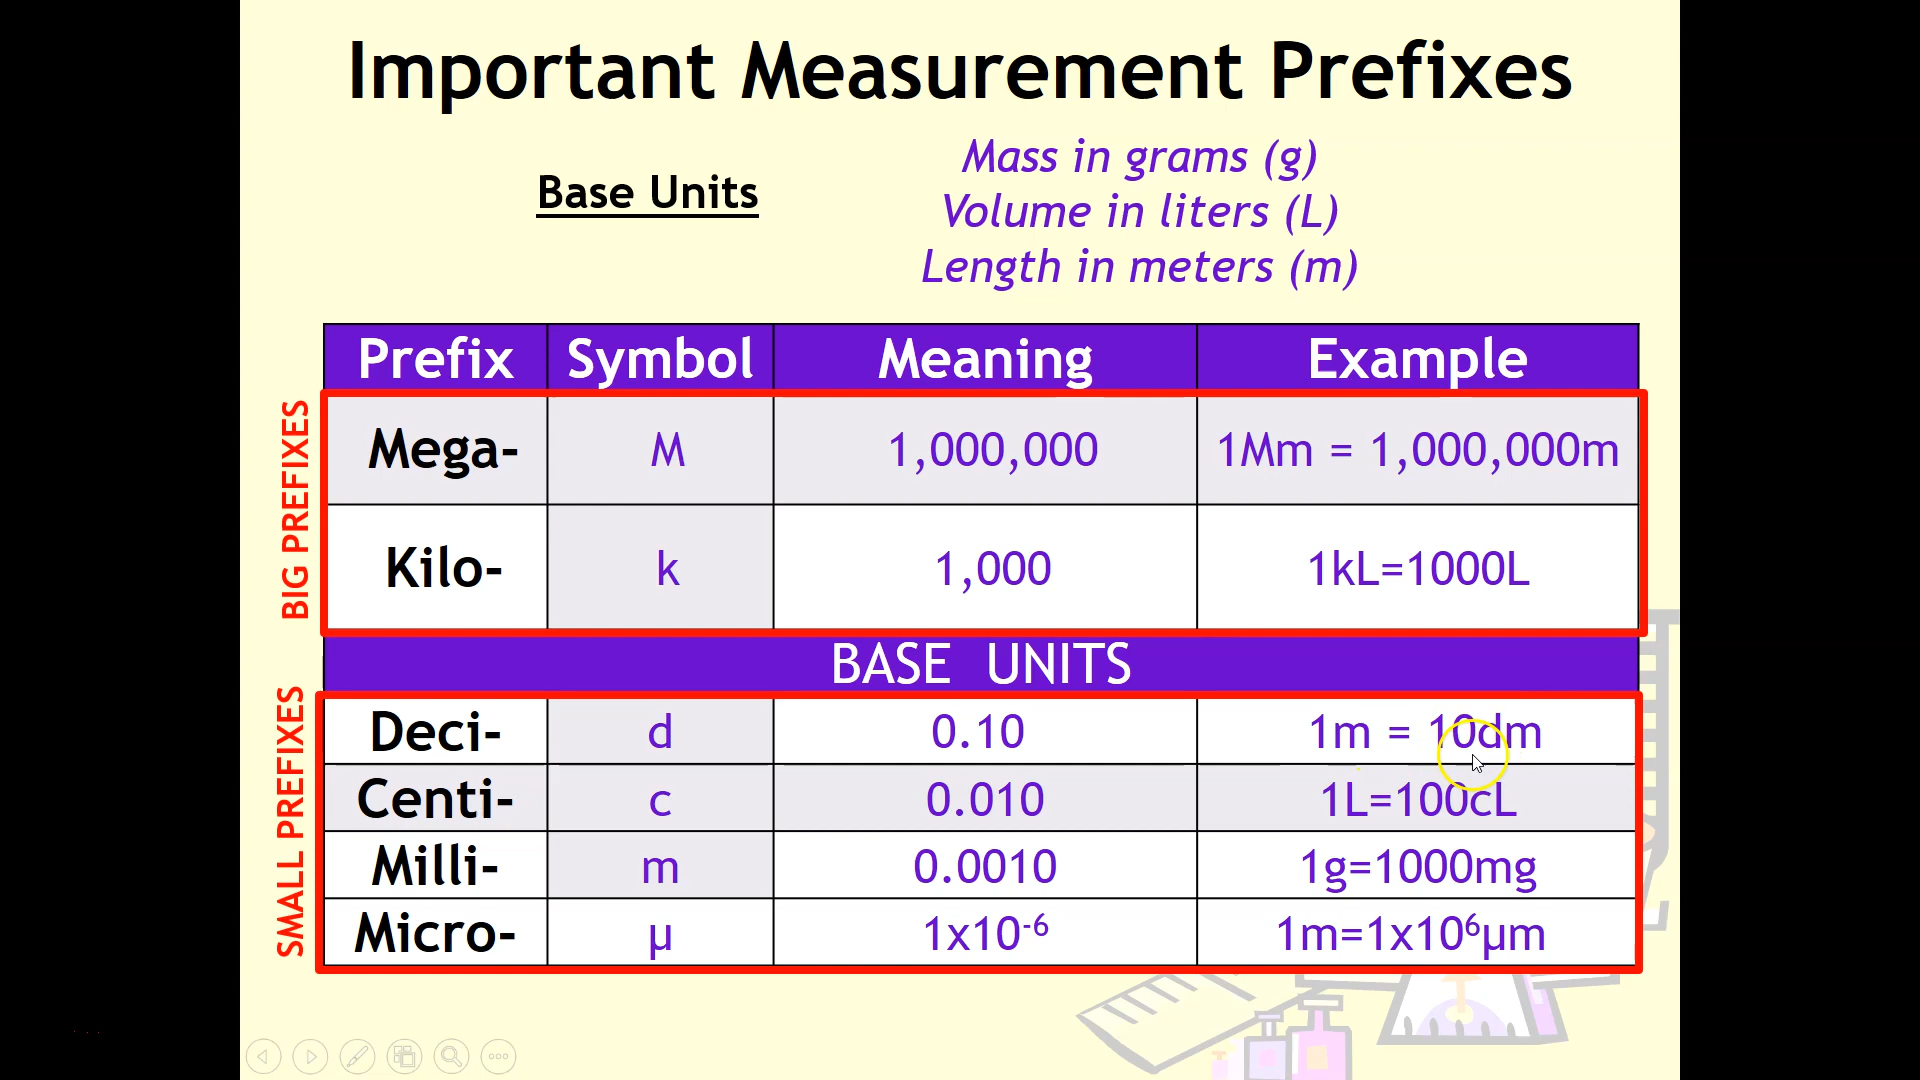 Important Measurement Prefixes
Base Units
Mass in grams (g)
Volume in liters (L)
Length in meters (m)
Prefix Symbol Meaning Example
BIG PREFIXES
Mega- M 1,000,000 1Mm = 1,000,000m
Kilo- k 1,000 1kL=1000L
BASE UNITS
SMALL PREFIXES
Deci- d 0.10 1m = 10dm
Centi- c 0.010 1L=100cL
Milli- m 0.0010 1g=1000mg
Micro- µ 1x10⁻⁶ 1m=1x10⁶µm